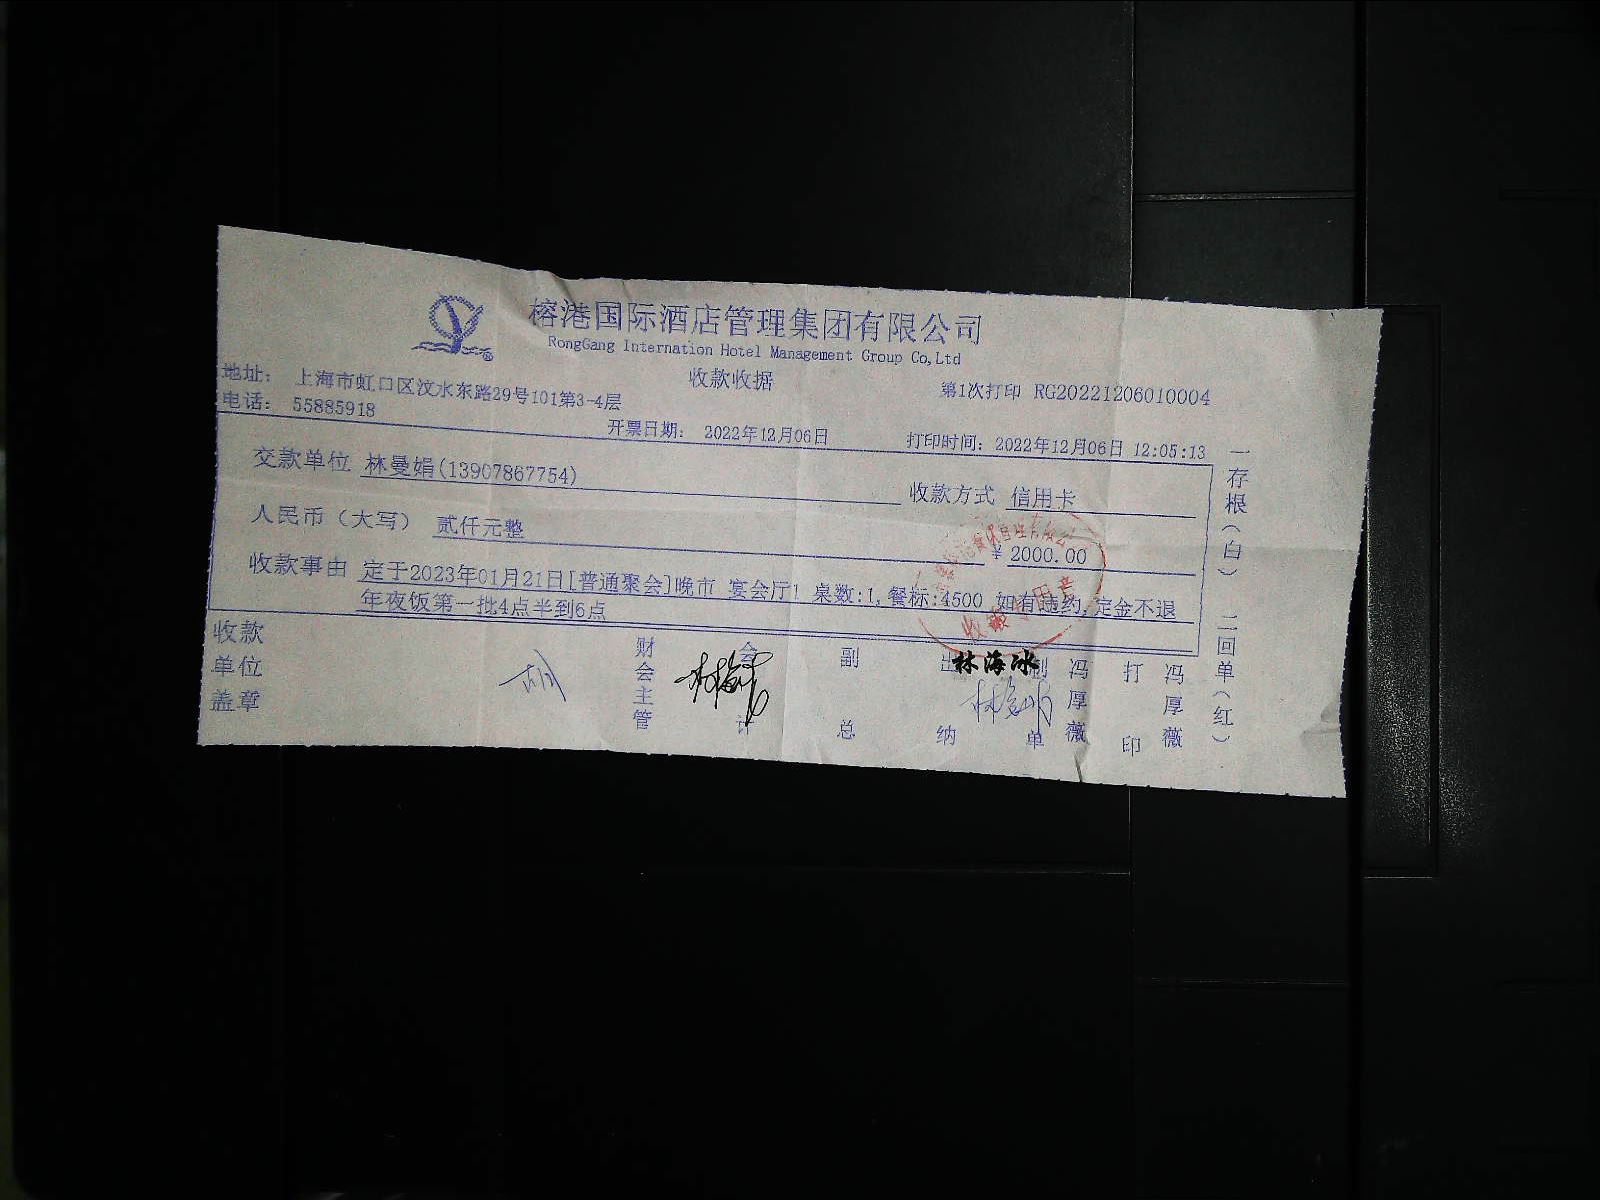 榕港国际酒店管理集团有限公司
RongGang Internation Hotel Management Group Co,Ltd
收款收据
第1次打印 RG20221206010004
地址： 上海市虹口区汶水东路29号101第3-4层
电话： 55885918
开票日期： 2022年12月06日 打印时间：2022年12月06日 12:05:13
交款单位 林曼娟(13907867754) 收款方式 信用卡
人民币（大写） 贰仟元整 ¥ 2000.00
收款事由 定于2023年01月21日[普通聚会]晚市 宴会厅1 桌数:1,餐标:4500 如有违约,定金不退
年夜饭第一批4点半到6点
收款单位盖章
财会主管
会计
副总
出纳
林海冰
制单 冯厚薇
打印 冯厚薇
一存根（白） 二回单（红）